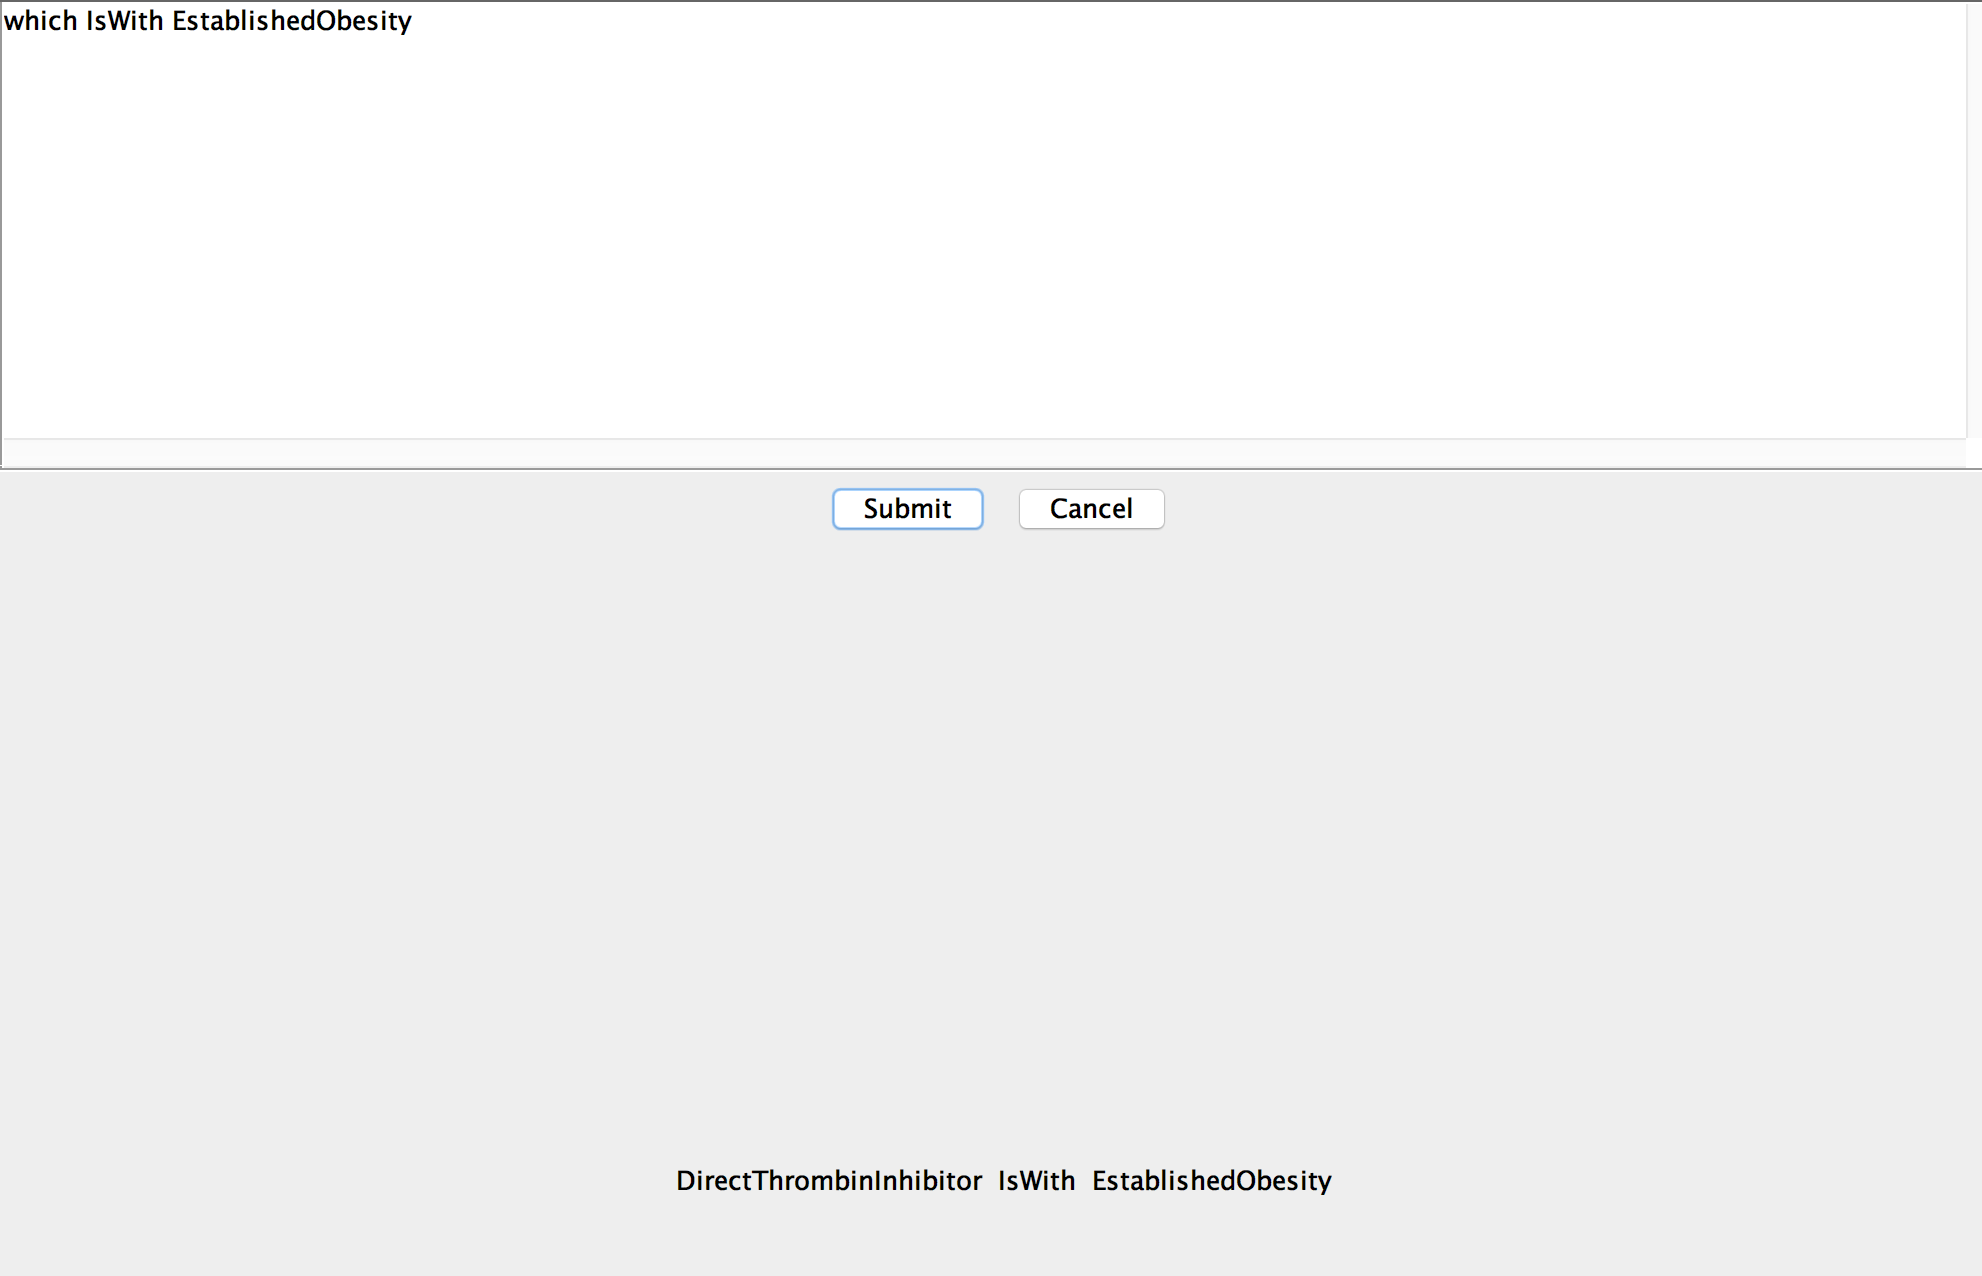 which IsWith EstablishedObesity
Submit Cancel
DirectThrombinInhibitor IsWith EstablishedObesity